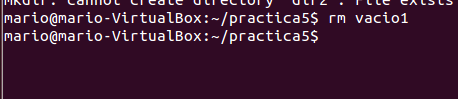 mkdir: cannot create directory 'dir2': File exists
mario@mario-VirtualBox:~/practica5$ rm vacio1
mario@mario-VirtualBox:~/practica5$